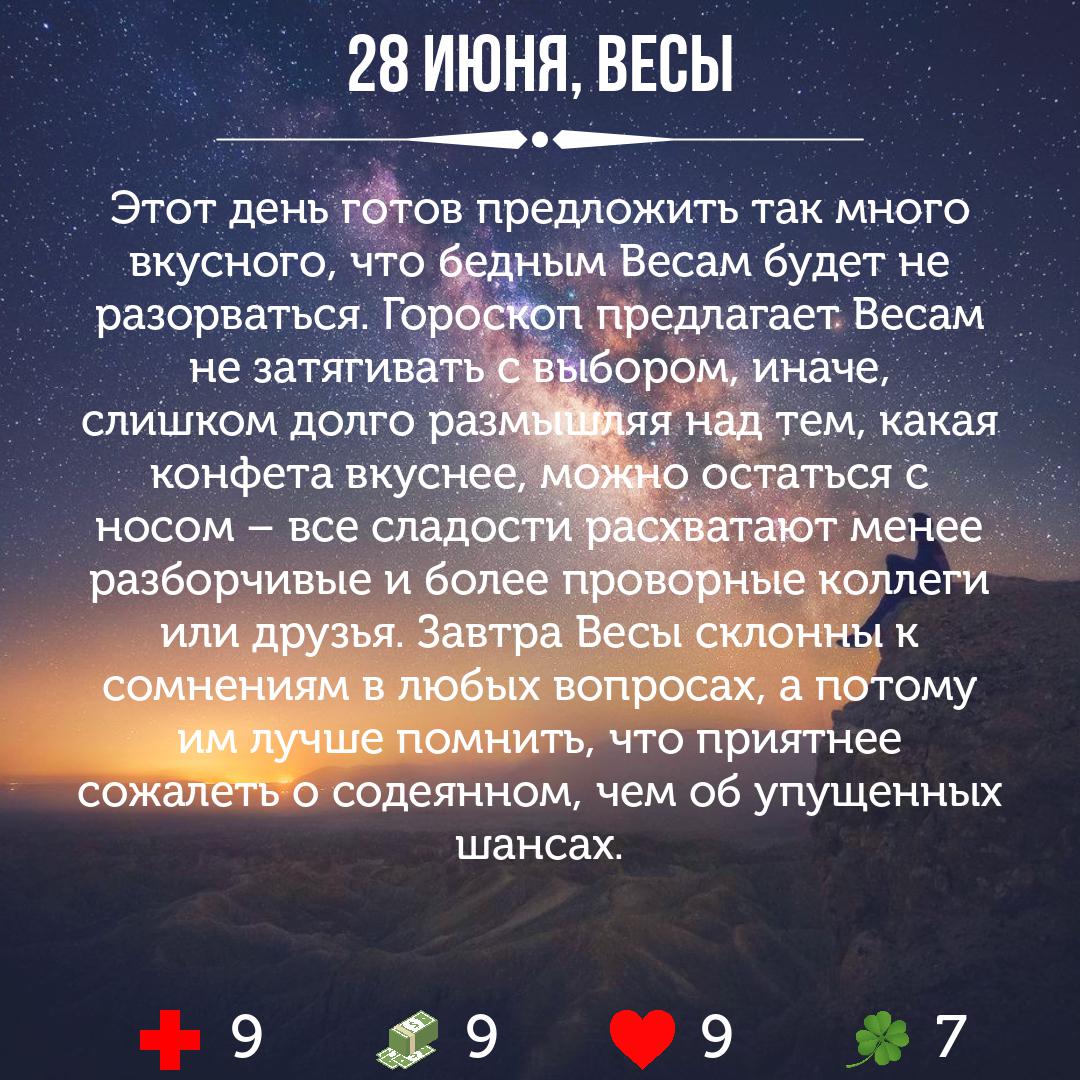 28 ИЮНЯ, ВЕСЫ
Этот день готов предложить так много
вкусного, что бедным Весам будет не
разорваться. Гороскоп предлагает Весам
не затягивать с выбором, иначе,
слишком долго размышляя над тем, какая
конфета вкуснее, можно остаться с
носом – все сладости расхватают менее
разборчивые и более проворные коллеги
или друзья. Завтра Весы склонны к
сомнениям в любых вопросах, а потому
им лучше помнить, что приятнее
сожалеть о содеянном, чем об упущенных
шансах.
9 9 9 7